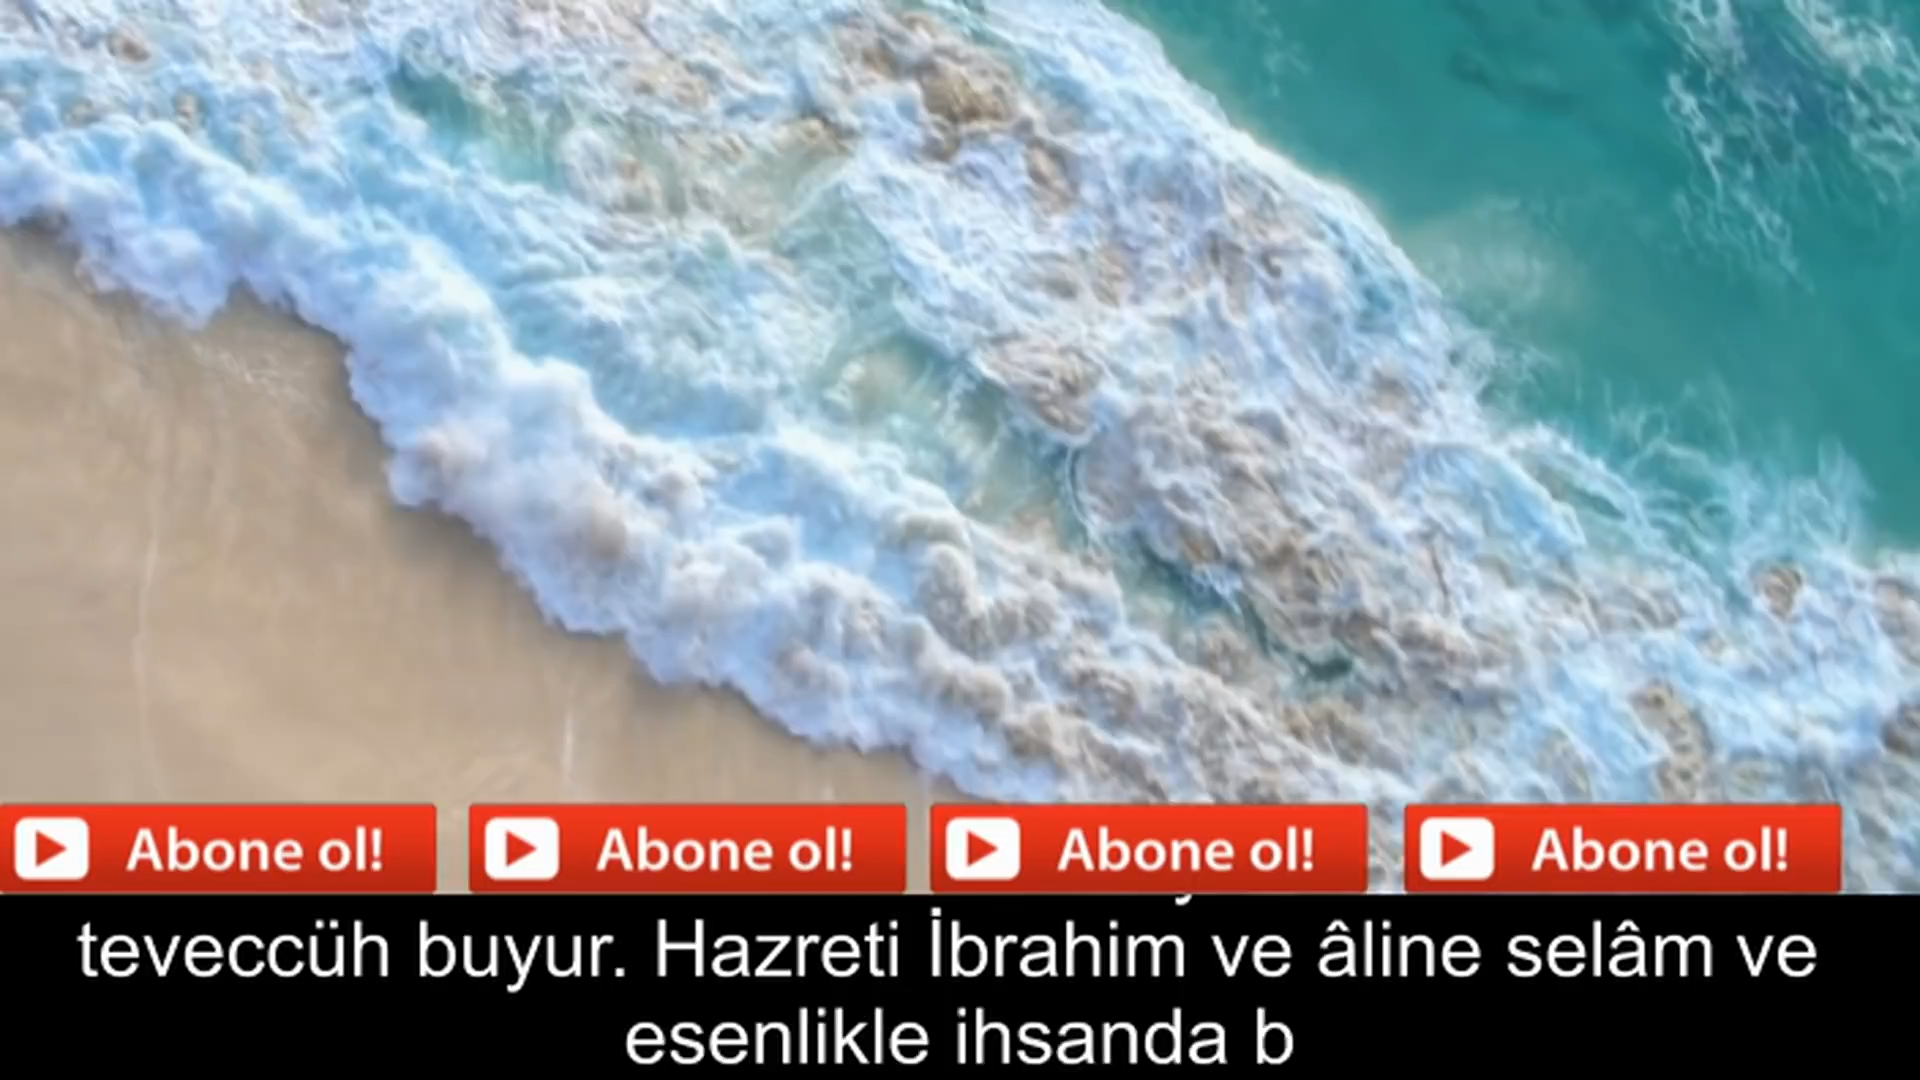 Abone ol! Abone ol! Abone ol! Abone ol!
teveccüh buyur. Hazreti İbrahim ve âline selâm ve
esenlikle ihsanda b